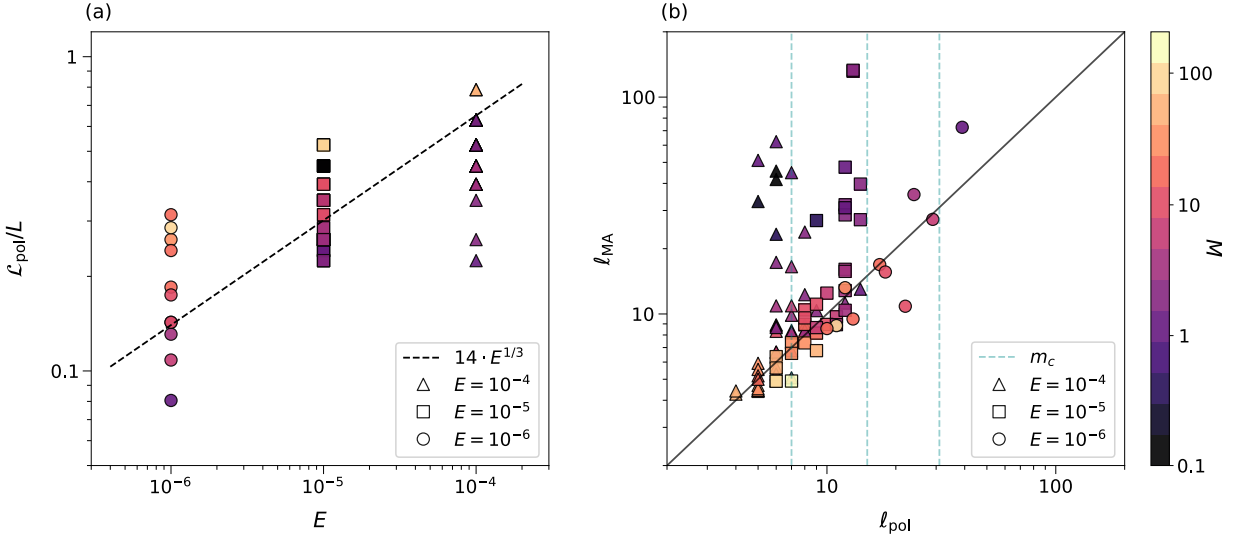 (a)
1
0.1
ℒ_pol/L
10⁻⁶
10⁻⁵
10⁻⁴
E
14 · E^{1/3}
E = 10⁻⁴
E = 10⁻⁵
E = 10⁻⁶
(b)
100
10
ℓ_MA
10
100
ℓ_pol
m_c
E = 10⁻⁴
E = 10⁻⁵
E = 10⁻⁶
100
10
1
0.1
M